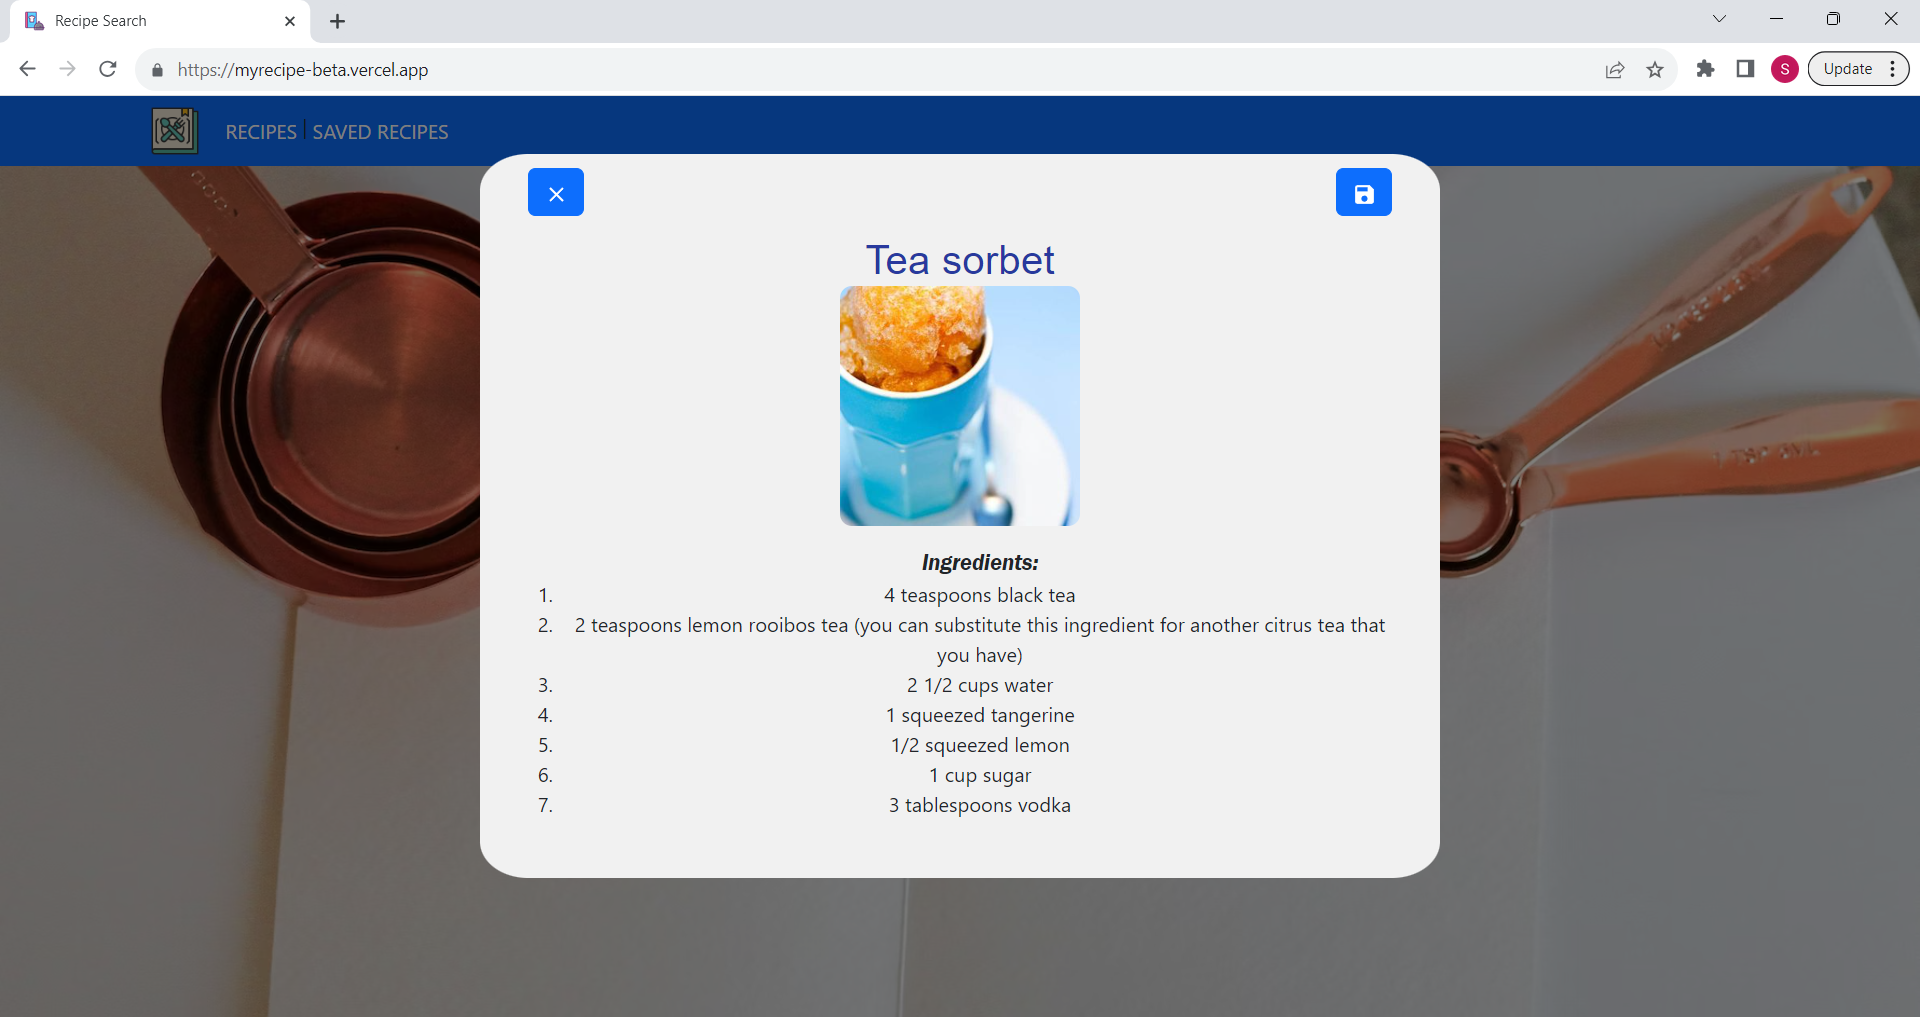 Recipe Search
https://myrecipe-beta.vercel.app
S
Update
RECIPES | SAVED RECIPES
Tea sorbet
Ingredients:
1. 4 teaspoons black tea
2. 2 teaspoons lemon rooibos tea (you can substitute this ingredient for another citrus tea that
you have)
3. 2 1/2 cups water
4. 1 squeezed tangerine
5. 1/2 squeezed lemon
6. 1 cup sugar
7. 3 tablespoons vodka